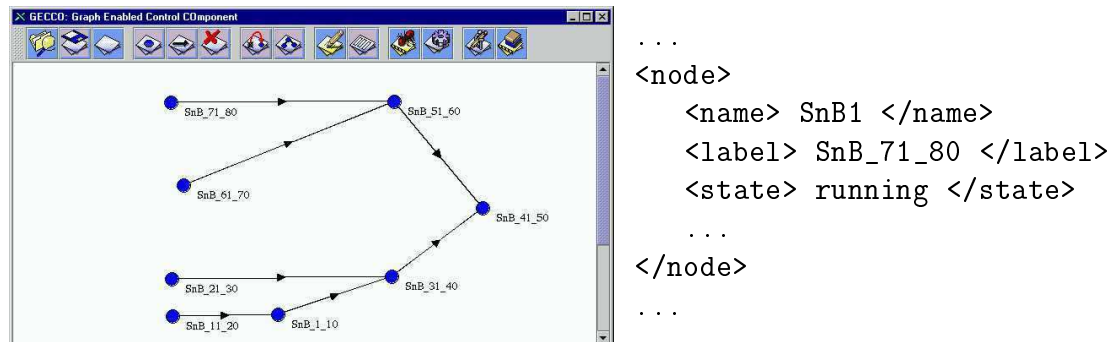 GECCO: Graph Enabled Control COmponent
SnB_71_80
SnB_51_60
SnB_61_70
SnB_41_50
SnB_21_30
SnB_31_40
SnB_11_20
SnB_1_10
...
<node>
<name> SnB1 </name>
<label> SnB_71_80 </label>
<state> running </state>
...
</node>
...